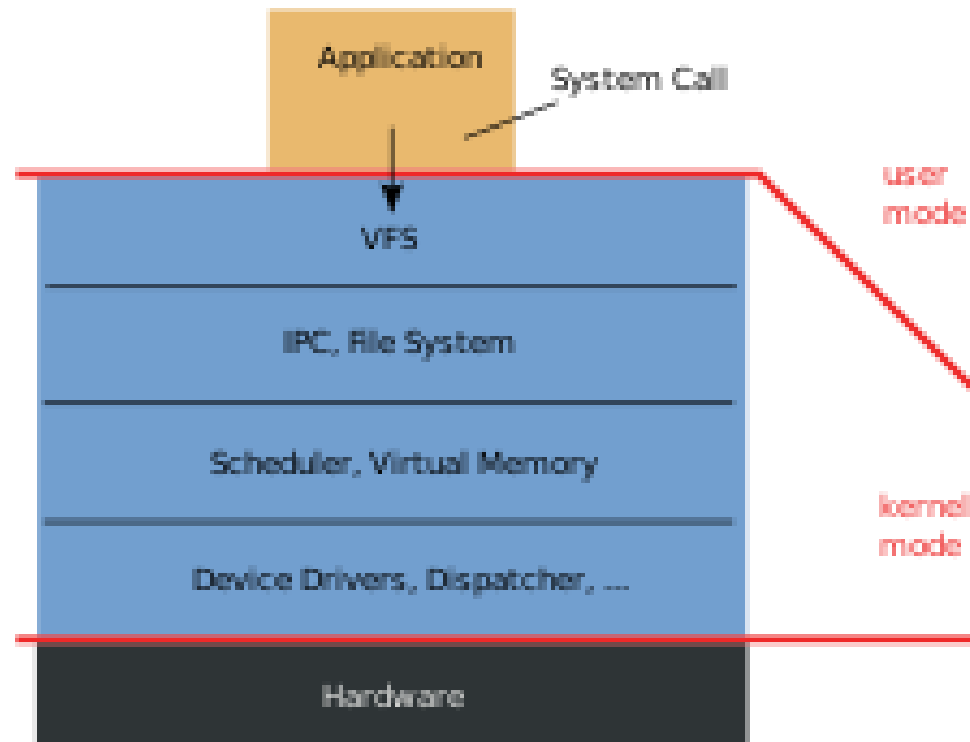 Application
System Call
user
mode
VFS
IPC, File System
Scheduler, Virtual Memory
kernel
mode
Device Drivers, Dispatcher, ...
Hardware